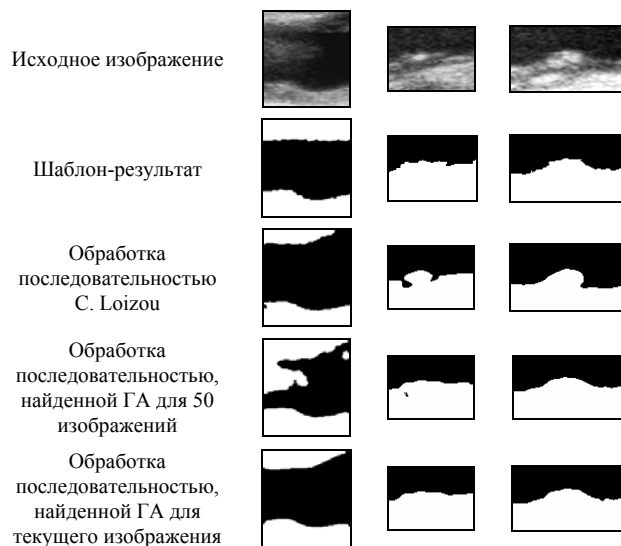 Исходное изображение
Шаблон-результат
Обработка
последовательностью
C. Loizou
Обработка
последовательностью,
найденной ГА для 50
изображений
Обработка
последовательностью,
найденной ГА для
текущего изображения